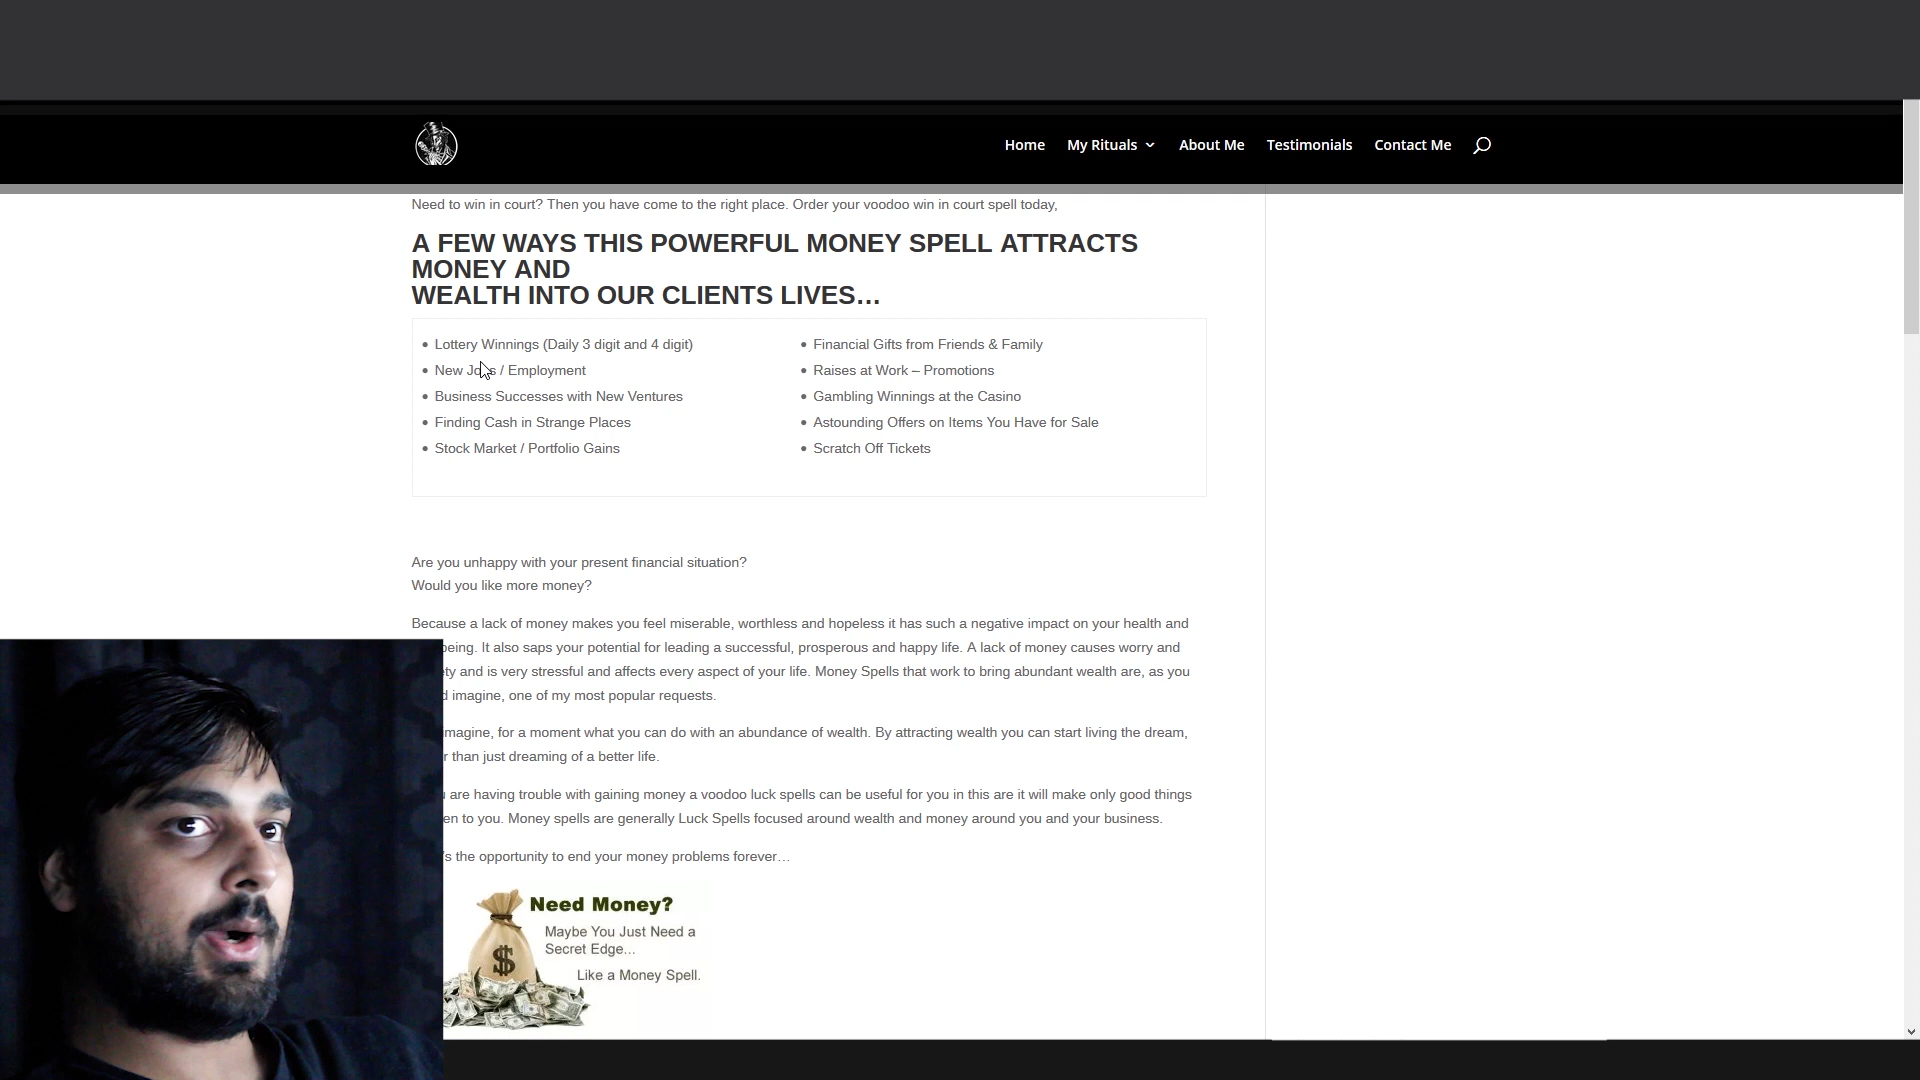 Home My Rituals About Me Testimonials Contact Me
Need to win in court? Then you have come to the right place. Order your voodoo win in court spell today,
A FEW WAYS THIS POWERFUL MONEY SPELL ATTRACTS
MONEY AND
WEALTH INTO OUR CLIENTS LIVES…
Lottery Winnings (Daily 3 digit and 4 digit)
New / Employment
Business Successes with New Ventures
Finding Cash in Strange Places
Stock Market / Portfolio Gains
Financial Gifts from Friends & Family
Raises at Work – Promotions
Gambling Winnings at the Casino
Astounding Offers on Items You Have for Sale
Scratch Off Tickets
Are you unhappy with your present financial situation?
Would you like more money?
Because a lack of money makes you feel miserable, worthless and hopeless it has such a negative impact on your health and
being. It also saps your potential for leading a successful, prosperous and happy life. A lack of money causes worry and
and is very stressful and affects every aspect of your life. Money Spells that work to bring abundant wealth are, as you
imagine, one of my most popular requests.
imagine, for a moment what you can do with an abundance of wealth. By attracting wealth you can start living the dream,
than just dreaming of a better life.
are having trouble with gaining money a voodoo luck spells can be useful for you in this are it will make only good things
to you. Money spells are generally Luck Spells focused around wealth and money around you and your business.
the opportunity to end your money problems forever…
Need Money?
Maybe You Just Need a
Secret Edge...
Like a Money Spell.
$